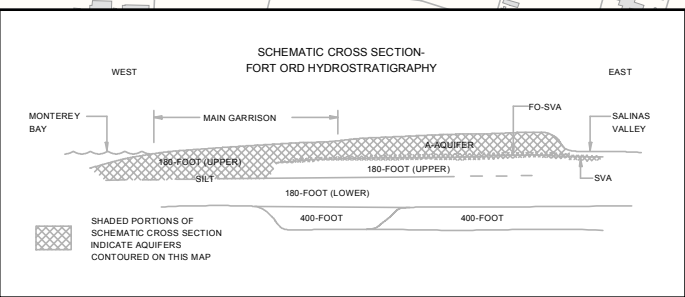 SCHEMATIC CROSS SECTION-
FORT ORD HYDROSTRATIGRAPHY
WEST
EAST
MONTEREY
BAY
MAIN GARRISON
FO-SVA
SALINAS
VALLEY
A-AQUIFER
180-FOOT (UPPER)
180-FOOT (UPPER)
SILT
SVA
180-FOOT (LOWER)
400-FOOT
400-FOOT
SHADED PORTIONS OF
SCHEMATIC CROSS SECTION
INDICATE AQUIFERS
CONTOURED ON THIS MAP